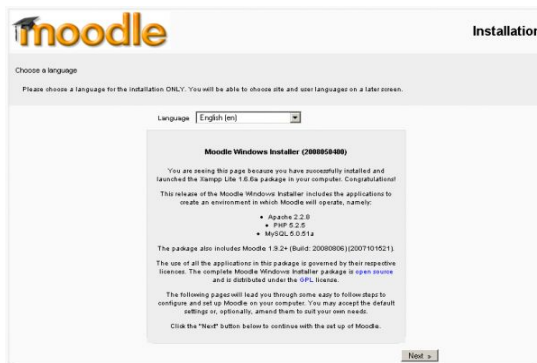 moodle
Installation
Choose a language
Please choose a language for the installation ONLY. You will be able to choose site and user languages on a later screen.
Language English (en)
Moodle Windows Installer (2008050400)
You are seeing this page because you have successfully installed and
launched the Xampp Lite 1.6.6a package in your computer. Congratulations!
This release of the Moodle Windows Installer includes the applications to
create an environment in which Moodle will operate, namely:
• Apache 2.2.8
• PHP 5.2.5
• MySQL 5.0.51a
The package also includes Moodle 1.9.2+ (Build: 20080806) (2007101521).
The use of all the applications in this package is governed by their respective
licences. The complete Moodle Windows Installer package is open source
and is distributed under the GPL license.
The following pages will lead you through some easy to follow steps to
configure and set up Moodle on your computer. You may accept the default
settings or, optionally, amend them to suit your own needs.
Click the "Next" button below to continue with the set up of Moodle.
Next »